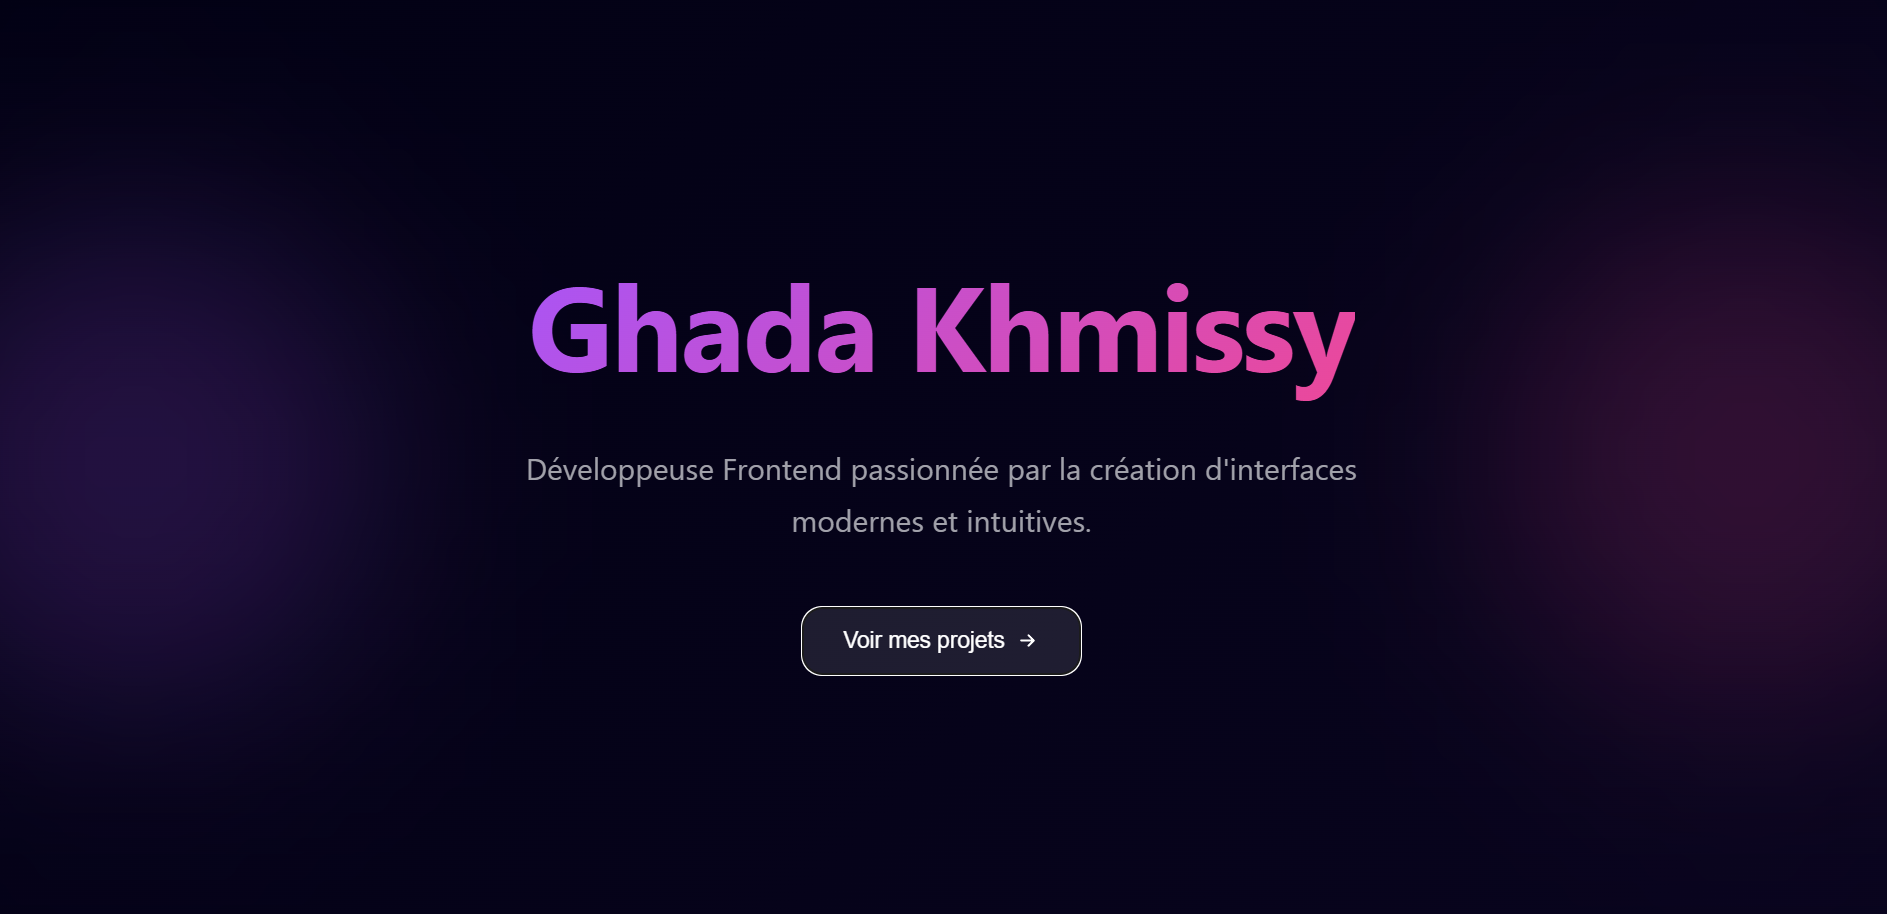 Ghada Khmissy
Développeuse Frontend passionnée par la création d'interfaces
modernes et intuitives.
Voir mes projets →